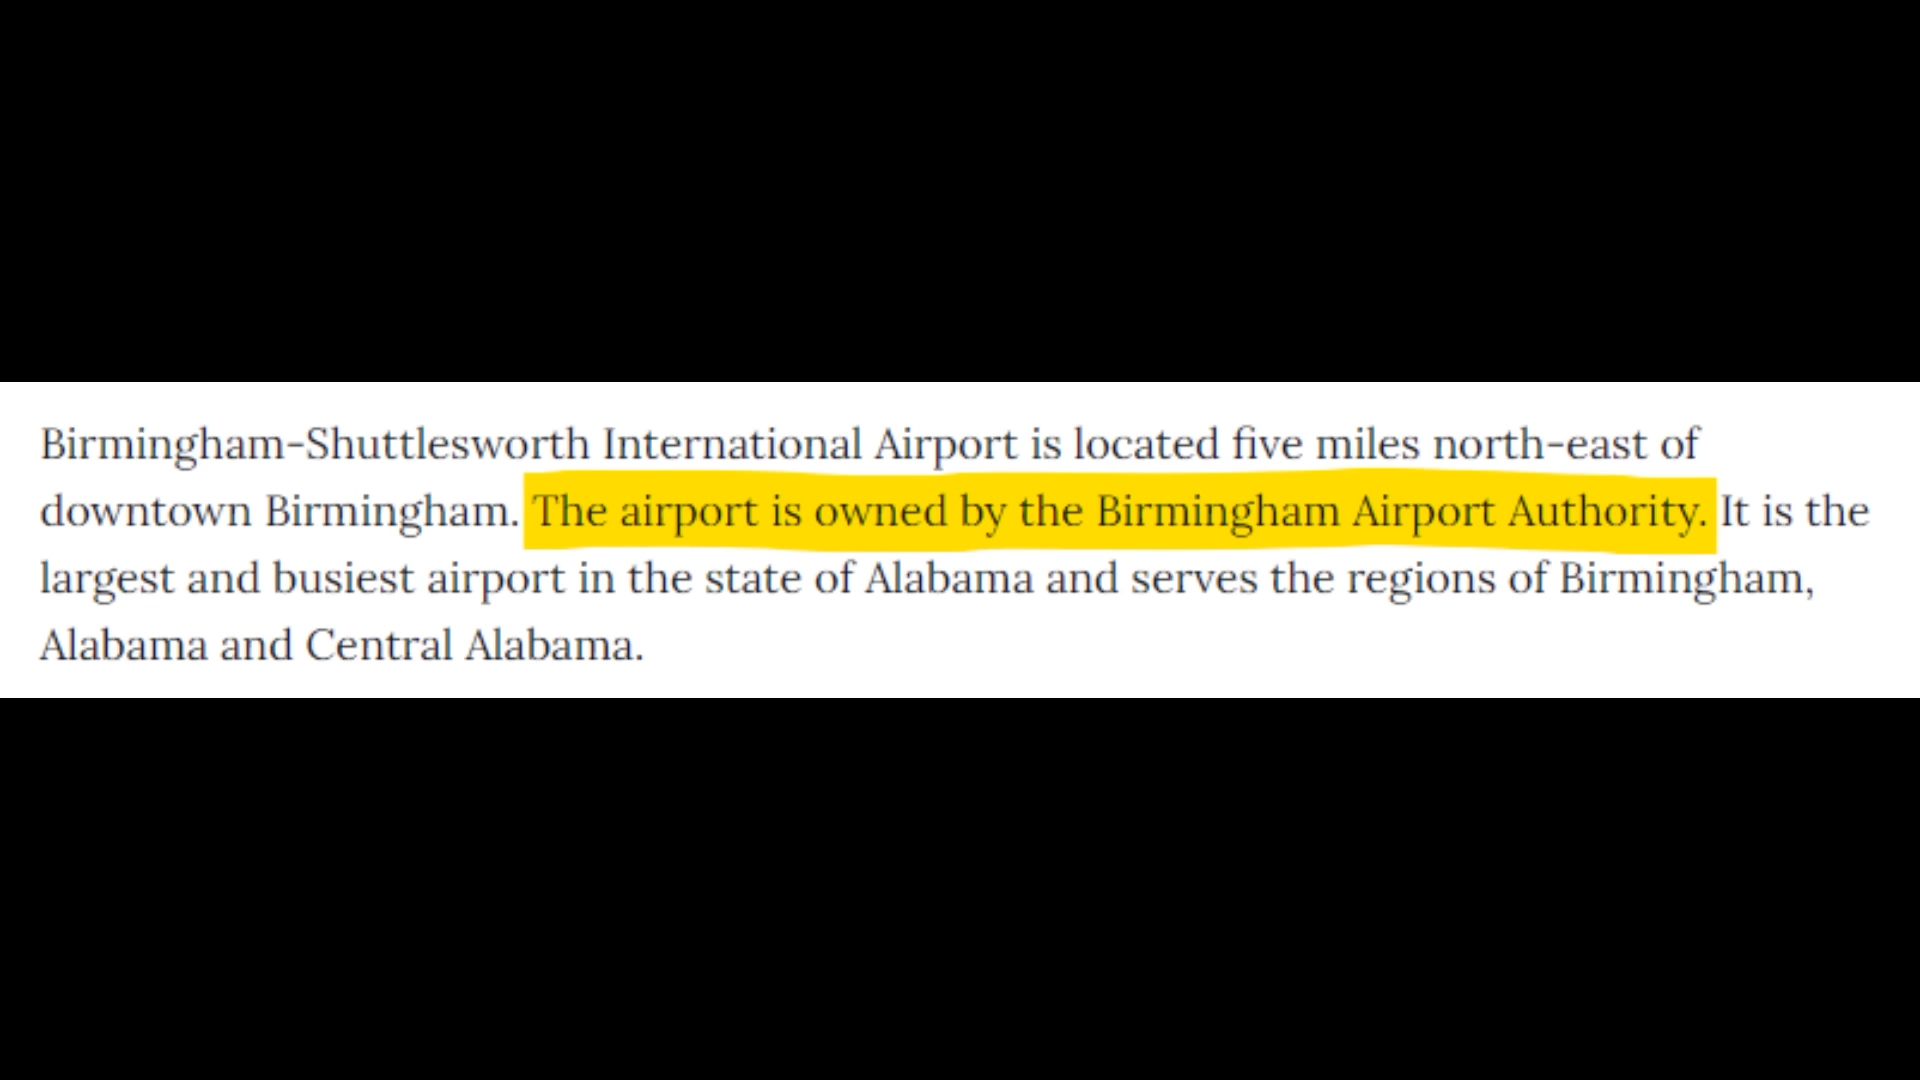 Birmingham-Shuttlesworth International Airport is located five miles north-east of
downtown Birmingham. The airport is owned by the Birmingham Airport Authority. It is the
largest and busiest airport in the state of Alabama and serves the regions of Birmingham,
Alabama and Central Alabama.